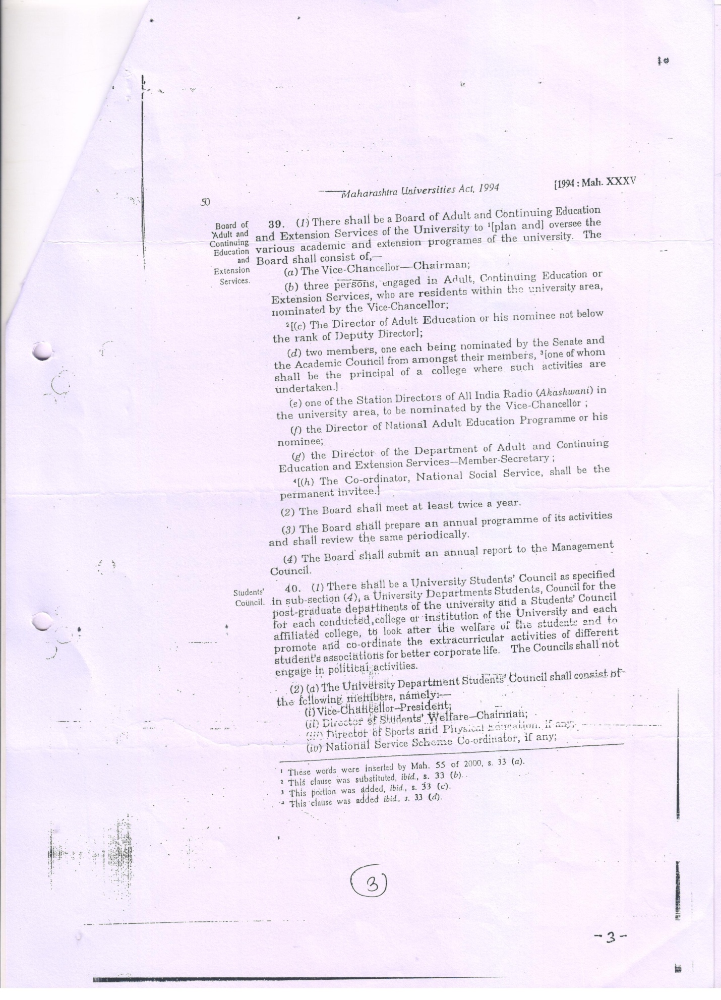 10
Maharashtra Universities Act, 1994
[1994 : Mah. XXXV
50
Board of
Adult and
Continuing
Education
and
Extension
Services.
39. (1) There shall be a Board of Adult and Continuing Education
and Extension Services of the University to ¹[plan and] oversee the
various academic and extension programes of the university. The
Board shall consist of,—
(a) The Vice-Chancellor—Chairman;
(b) three persons, engaged in Adult, Continuing Education or
Extension Services, who are residents within the university area,
nominated by the Vice-Chancellor;
²[(c) The Director of Adult Education or his nominee not below
the rank of Deputy Director];
(d) two members, one each being nominated by the Senate and
the Academic Council from amongst their members, ³[one of whom
shall be the principal of a college where such activities are
undertaken.]
(e) one of the Station Directors of All India Radio (Akashwani) in
the university area, to be nominated by the Vice-Chancellor ;
(f) the Director of National Adult Education Programme or his
nominee;
(g) the Director of the Department of Adult and Continuing
Education and Extension Services—Member-Secretary ;
⁴[(h) The Co-ordinator, National Social Service, shall be the
permanent invitee.]
(2) The Board shall meet at least twice a year.
(3) The Board shall prepare an annual programme of its activities
and shall review the same periodically.
(4) The Board shall submit an annual report to the Management
Council.
Students'
Council.
40. (1) There shall be a University Students' Council as specified
in sub-section (4), a University Departments Students, Council for the
post-graduate departments of the university and a Students' Council
for each conducted, college or institution of the University and each
affiliated college, to look after the welfare of the students and to
promote and co-ordinate the extracurricular activities of different
student's associations for better corporate life. The Councils shall not
engage in political activities.
(2) (a) The University Department Students' Council shall consist of
the following members, namely:—
(i) Vice-Chancellor—President;
(ii) Director of Students' Welfare—Chairman;
(iii) Director of Sports and Physical Education, if any;
(iv) National Service Scheme Co-ordinator, if any;
¹ These words were inserted by Mah. 55 of 2000, s. 33 (a).
² This clause was substituted, ibid., s. 33 (b).
³ This portion was added, ibid., s. 33 (c).
⁴ This clause was added ibid., s. 33 (d).
3
-3-